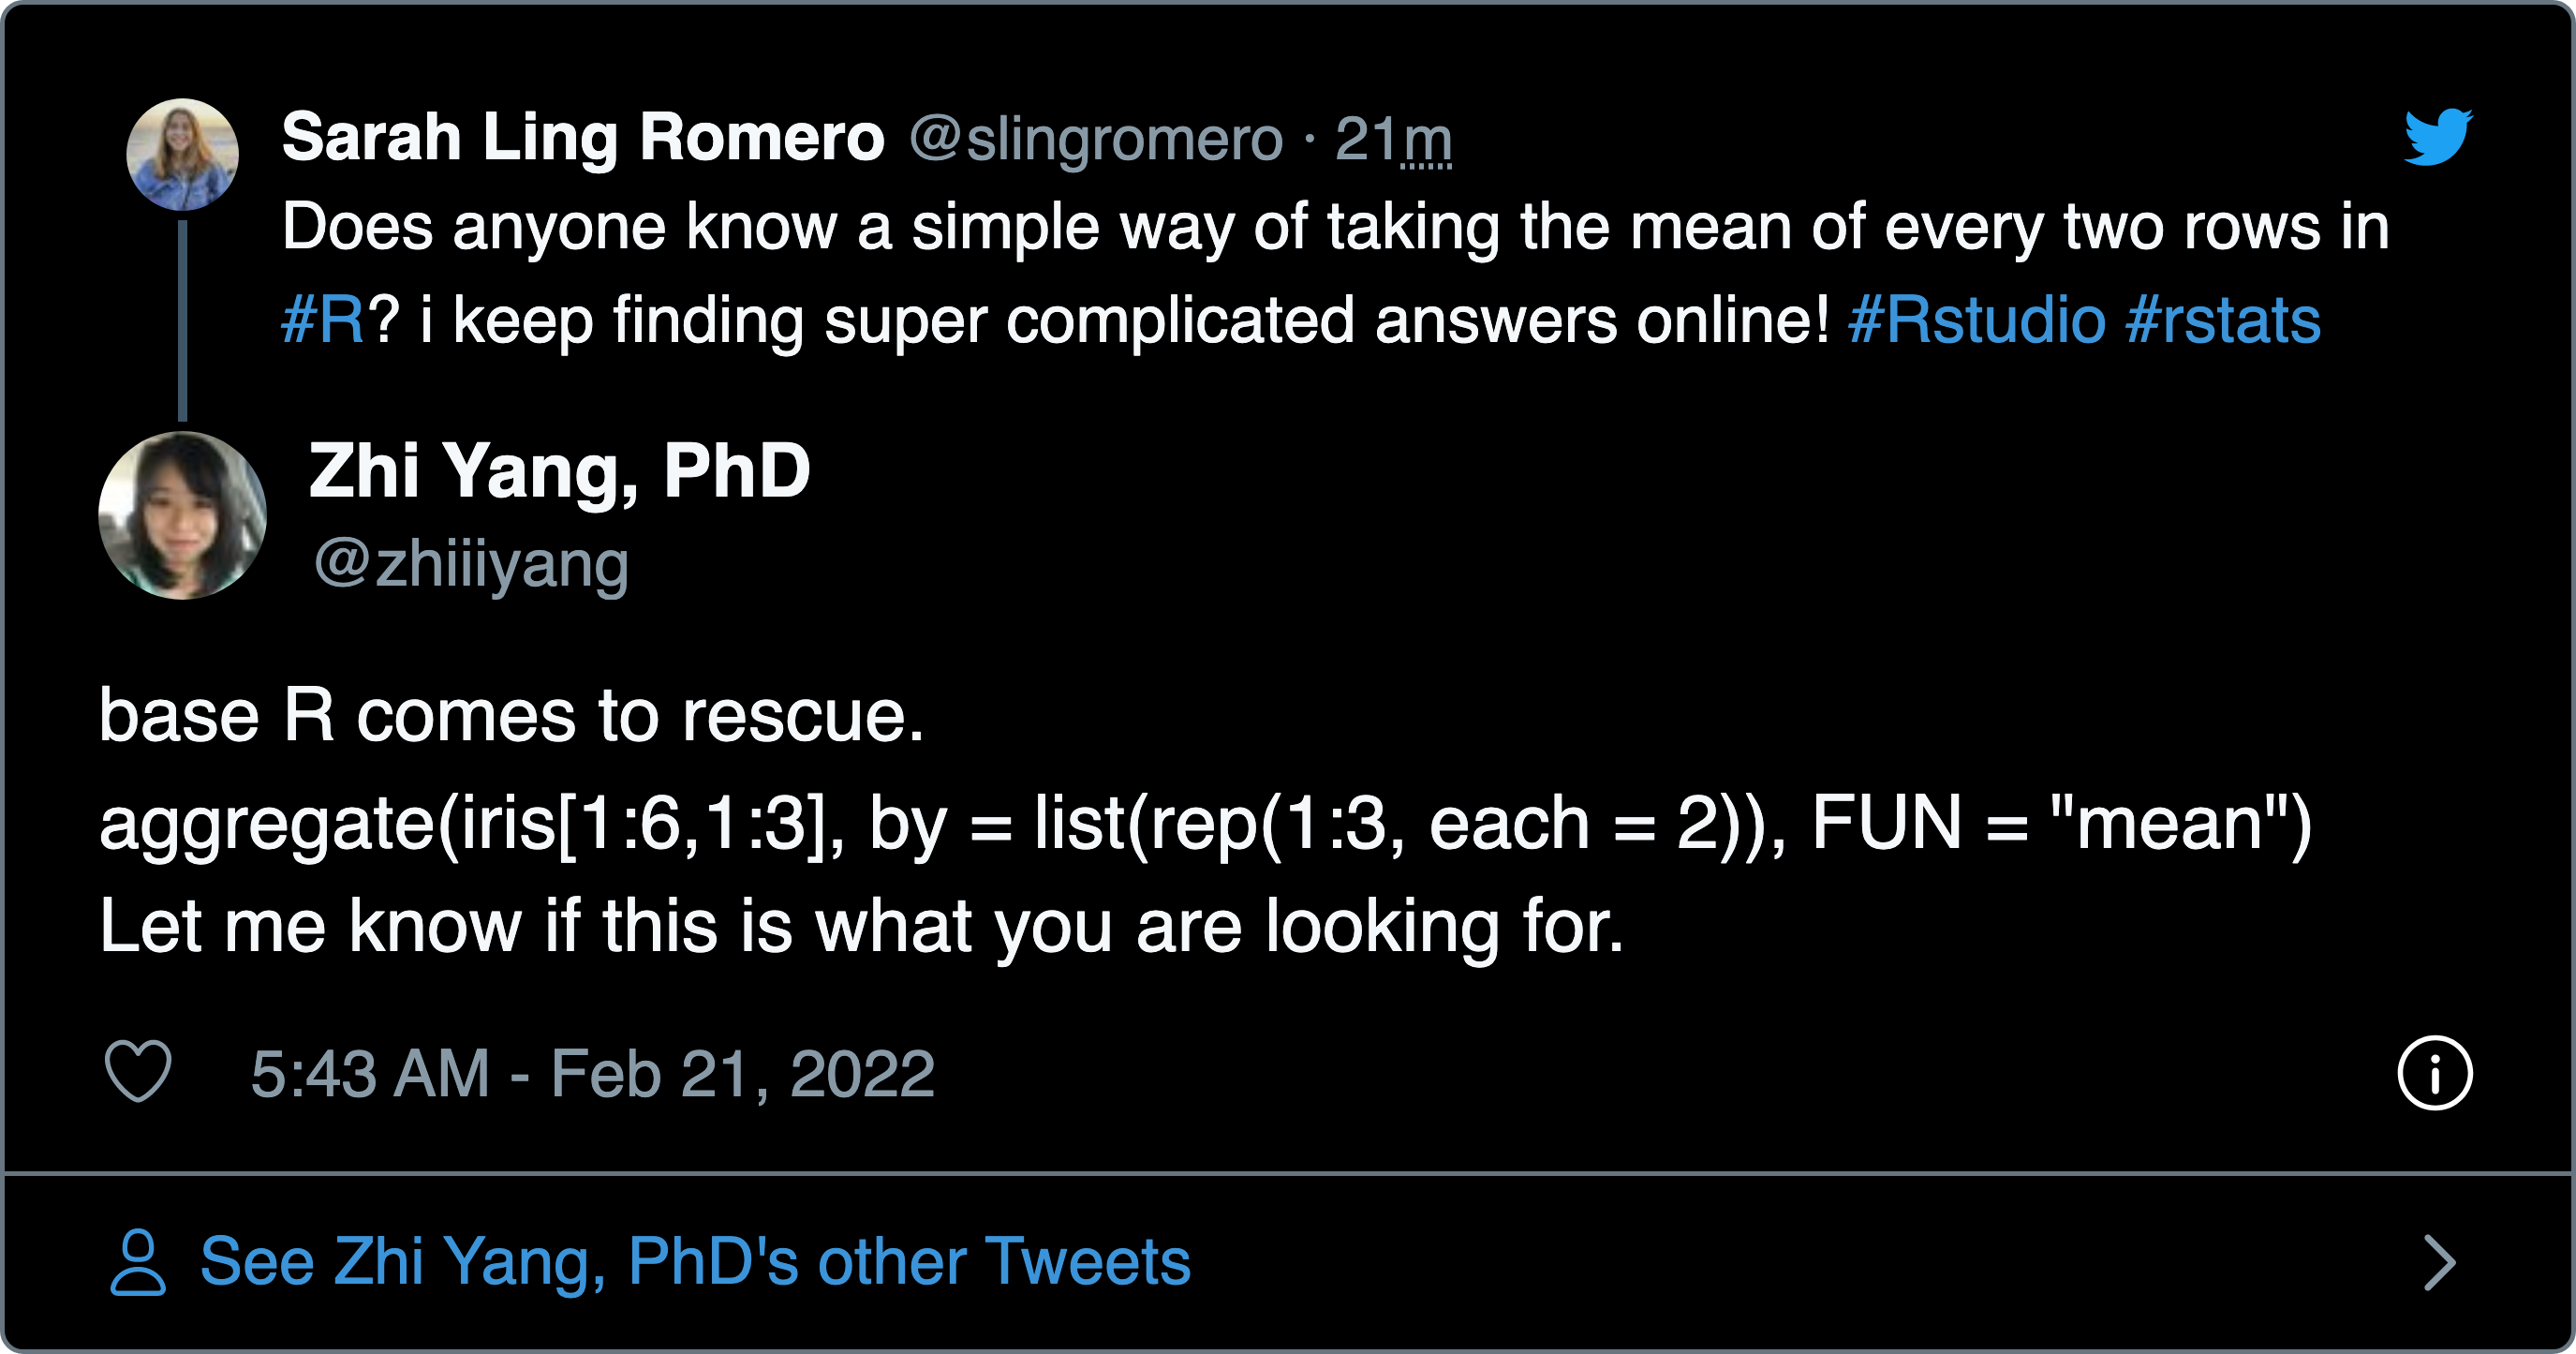 Sarah Ling Romero @slingromero · 21m
Does anyone know a simple way of taking the mean of every two rows in
#R? i keep finding super complicated answers online! #Rstudio #rstats
Zhi Yang, PhD
@zhiiiyang
base R comes to rescue.
aggregate(iris[1:6,1:3], by = list(rep(1:3, each = 2)), FUN = "mean")
Let me know if this is what you are looking for.
5:43 AM - Feb 21, 2022
See Zhi Yang, PhD's other Tweets